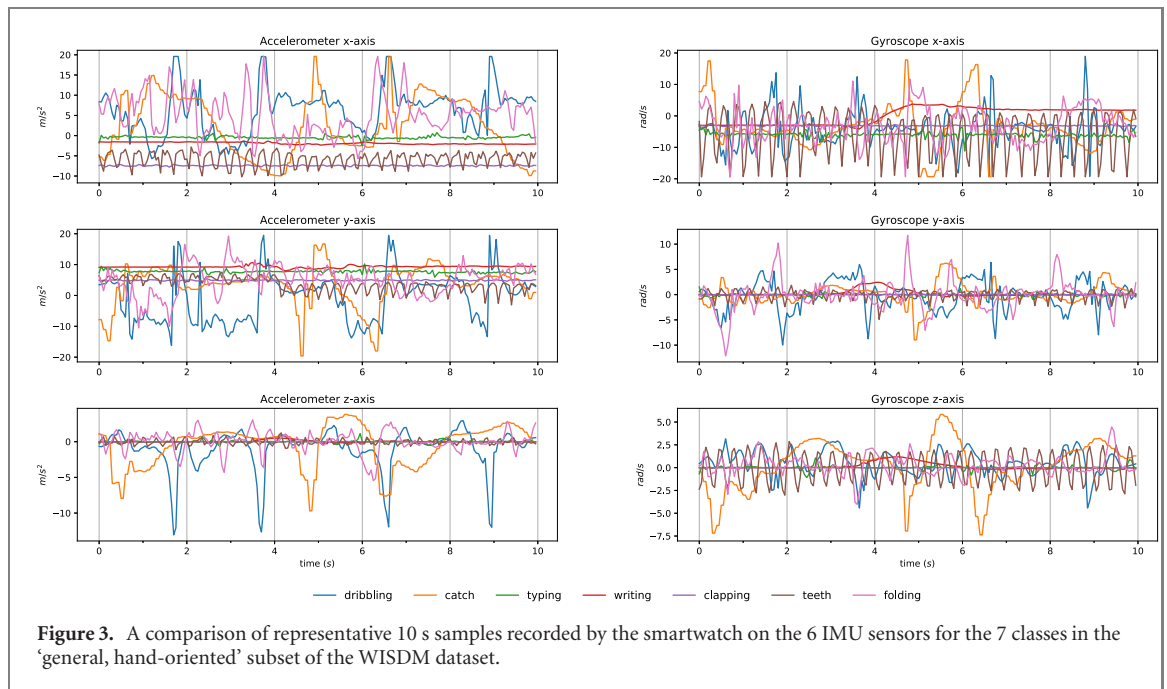 Accelerometer x-axis
20
15
10
5
0
−5
−10
m/s²
0 2 4 6 8 10
Gyroscope x-axis
20
10
0
−10
−20
rad/s
0 2 4 6 8 10
Accelerometer y-axis
20
10
0
−10
−20
m/s²
0 2 4 6 8 10
Gyroscope y-axis
10
5
0
−5
−10
rad/s
0 2 4 6 8 10
Accelerometer z-axis
0
−5
−10
m/s²
0 2 4 6 8 10
time (s)
Gyroscope z-axis
5.0
2.5
0.0
−2.5
−5.0
−7.5
rad/s
0 2 4 6 8 10
time (s)
dribbling catch typing writing clapping teeth folding
Figure 3. A comparison of representative 10 s samples recorded by the smartwatch on the 6 IMU sensors for the 7 classes in the
‘general, hand-oriented’ subset of the WISDM dataset.